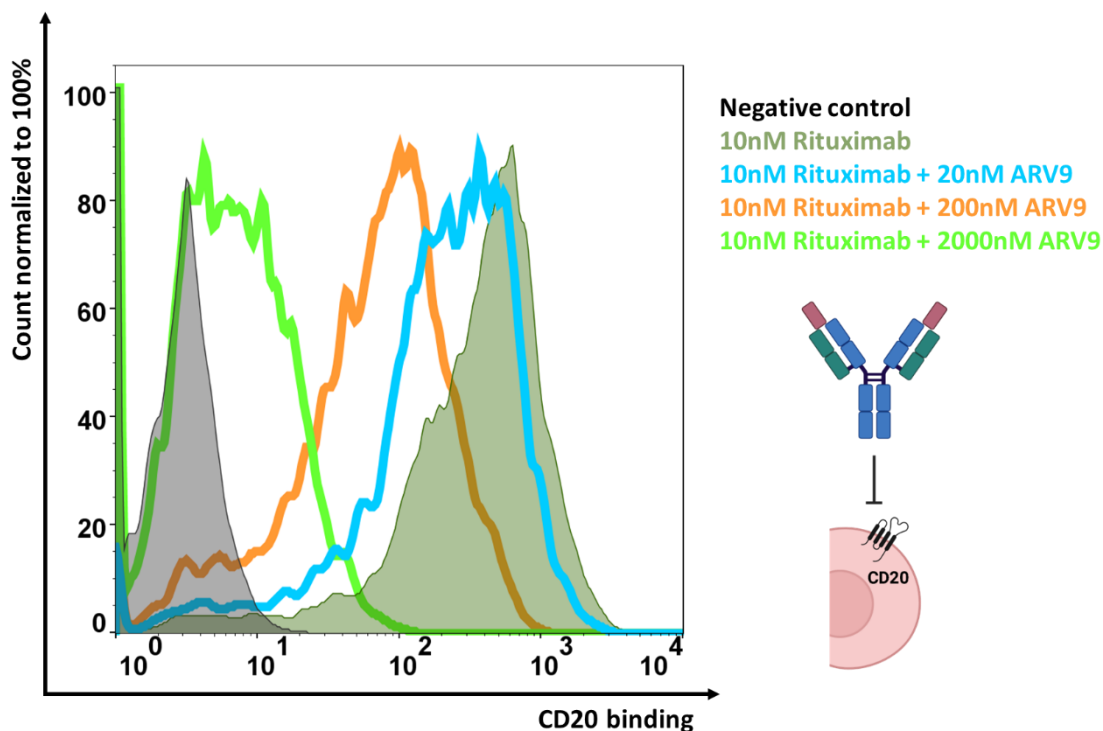 Count normalized to 100%
100
80
60
40
20
0
10^0
10^1
10^2
10^3
10^4
CD20 binding
Negative control
10nM Rituximab
10nM Rituximab + 20nM ARV9
10nM Rituximab + 200nM ARV9
10nM Rituximab + 2000nM ARV9
CD20